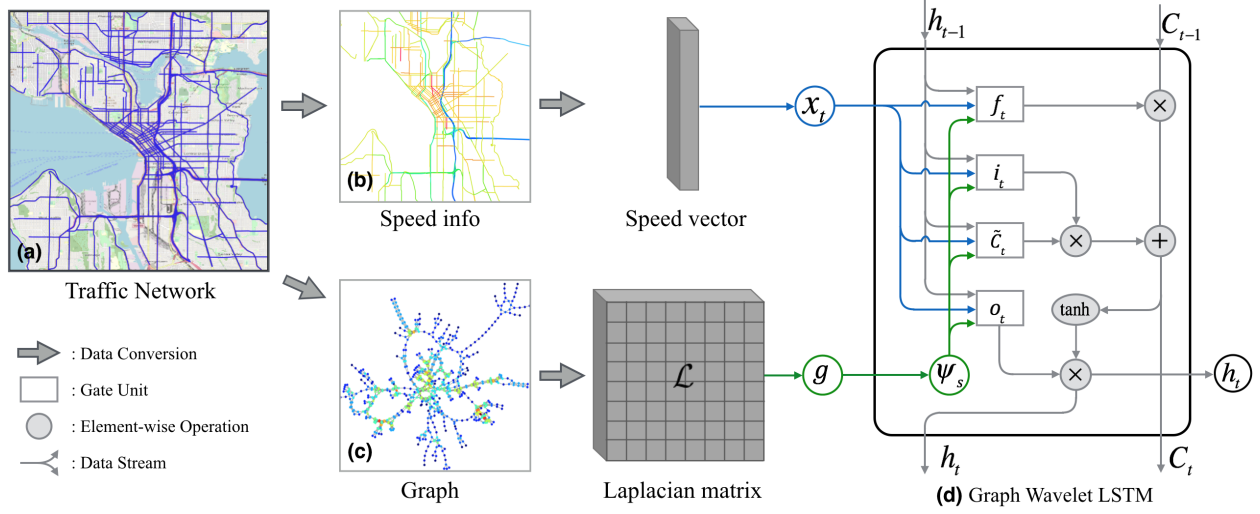 (a)
Traffic Network
(b)
Speed info
Speed vector
x_t
h_{t-1}
C_{t-1}
f_t
×
i_t
C̃_t
×
+
o_t
tanh
×
h_t
h_t
C_t
: Data Conversion
: Gate Unit
: Element-wise Operation
: Data Stream
(c)
Graph
ℒ
Laplacian matrix
g
ψ_s
(d) Graph Wavelet LSTM